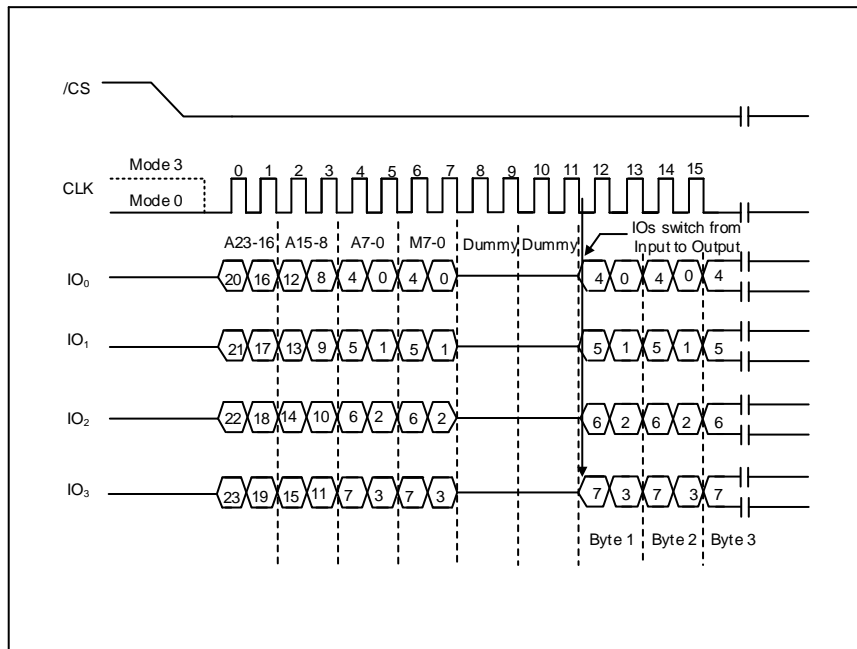 /CS
Mode 3
0 1 2 3 4 5 6 7 8 9 10 11 12 13 14 15
CLK
Mode 0
IOs switch from
A23-16 A15-8 A7-0 M7-0 Dummy Dummy Input to Output
IO₀ 20 16 12 8 4 0 4 0 4 0 4 0 4
IO₁ 21 17 13 9 5 1 5 1 5 1 5 1 5
IO₂ 22 18 14 10 6 2 6 2 6 2 6 2 6
IO₃ 23 19 15 11 7 3 7 3 7 3 7 3 7
Byte 1 Byte 2 Byte 3